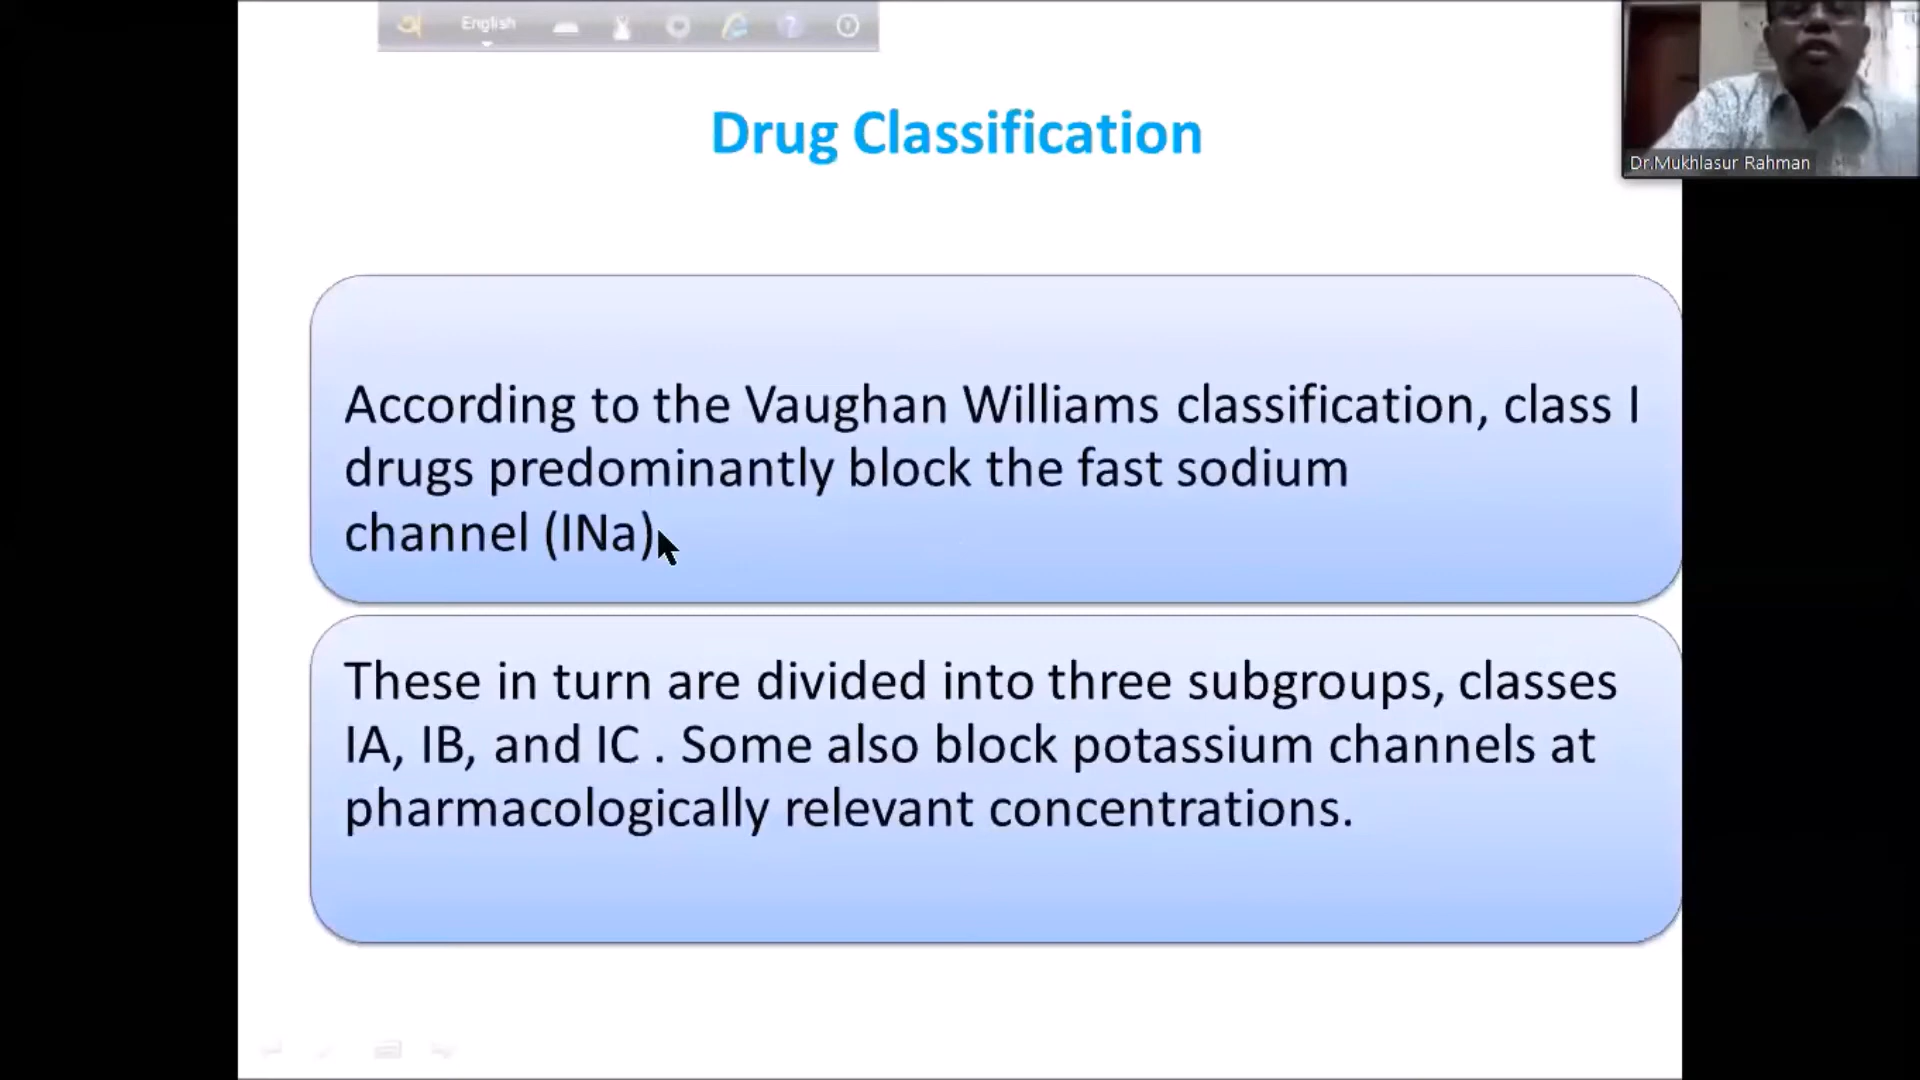 অ English
Drug Classification
Dr.Mukhlasur Rahman
According to the Vaughan Williams classification, class I
drugs predominantly block the fast sodium
channel (INa)
These in turn are divided into three subgroups, classes
IA, IB, and IC . Some also block potassium channels at
pharmacologically relevant concentrations.